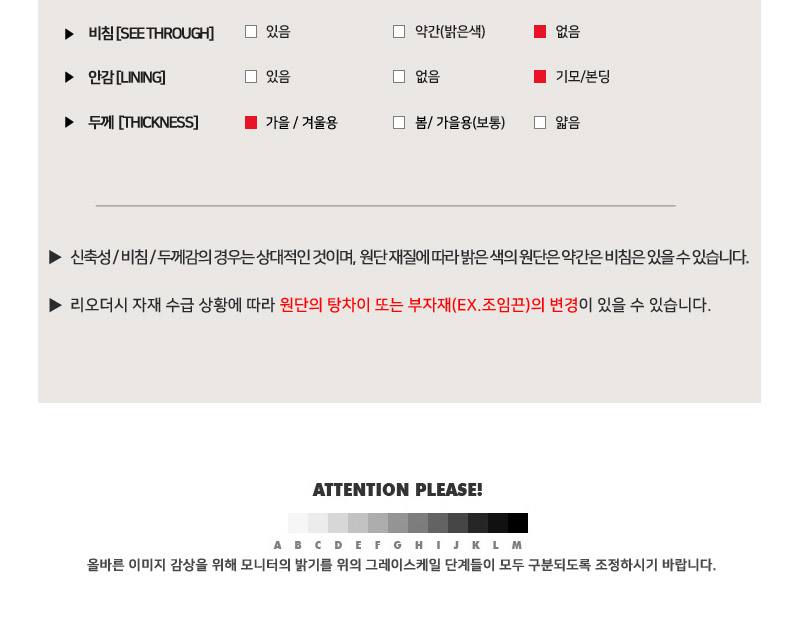 ▶ 비침 [SEE THROUGH] □ 있음 □ 약간(밝은색) ■ 없음
▶ 안감 [LINING] □ 있음 □ 없음 ■ 기모/본딩
▶ 두께 [THICKNESS] ■ 가을 / 겨울용 □ 봄/ 가을용(보통) □ 얇음
▶ 신축성 / 비침 / 두께감의 경우는 상대적인 것이며, 원단 재질에 따라 밝은 색의 원단은 약간은 비침은 있을 수 있습니다.
▶ 리오더시 자재 수급 상황에 따라 원단의 탕차이 또는 부자재(EX.조임끈)의 변경이 있을 수 있습니다.
ATTENTION PLEASE!
A B C D E F G H I J K L M
올바른 이미지 감상을 위해 모니터의 밝기를 위의 그레이스케일 단계들이 모두 구분되도록 조정하시기 바랍니다.